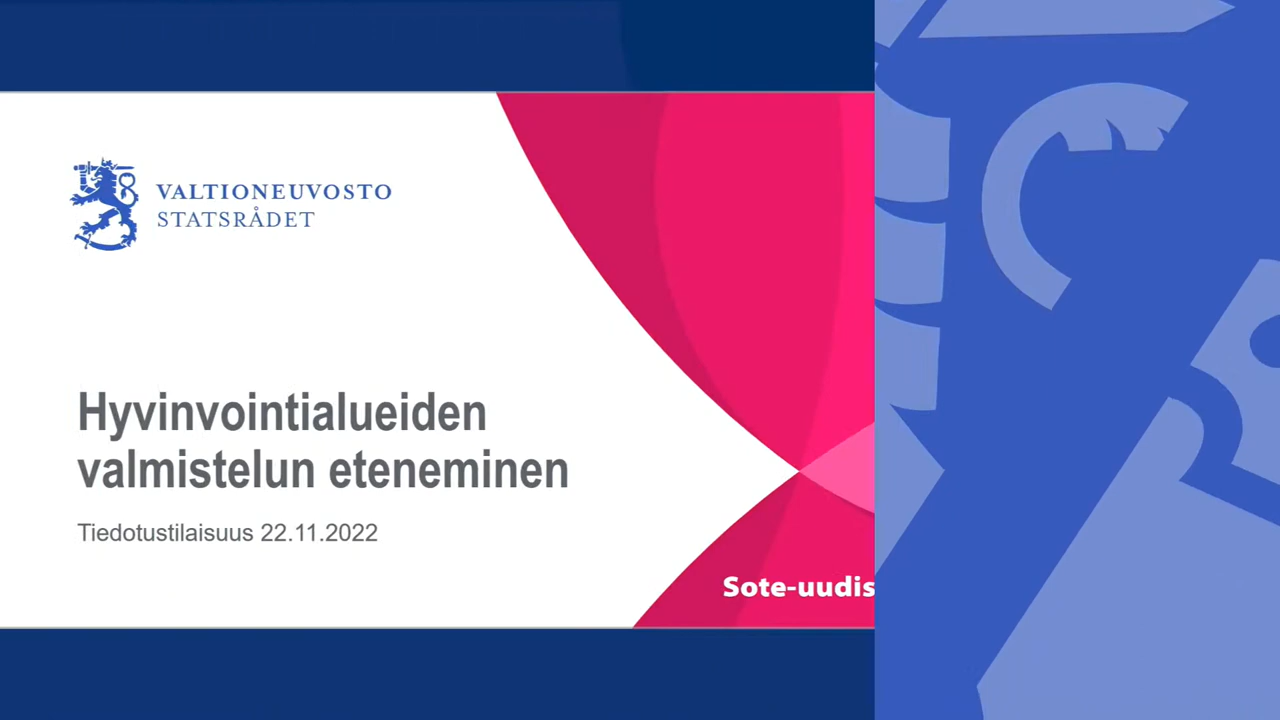 VALTIONEUVOSTO
STATSRÅDET
Hyvinvointialueiden
valmistelun eteneminen
Tiedotustilaisuus 22.11.2022
Sote-uudis